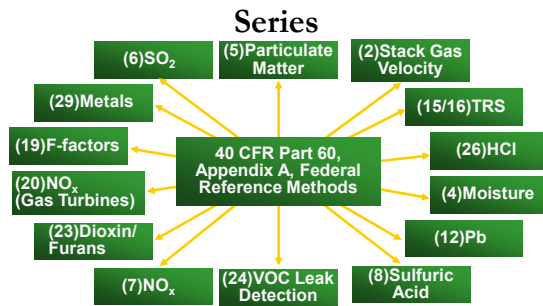 Series
(6)SO₂
(5)Particulate
Matter
(2)Stack Gas
Velocity
(29)Metals
(15/16)TRS
(19)F-factors
40 CFR Part 60,
Appendix A, Federal
Reference Methods
(26)HCl
(20)NOₓ
(Gas Turbines)
(4)Moisture
(23)Dioxin/
Furans
(12)Pb
(7)NOₓ
(24)VOC Leak
Detection
(8)Sulfuric
Acid